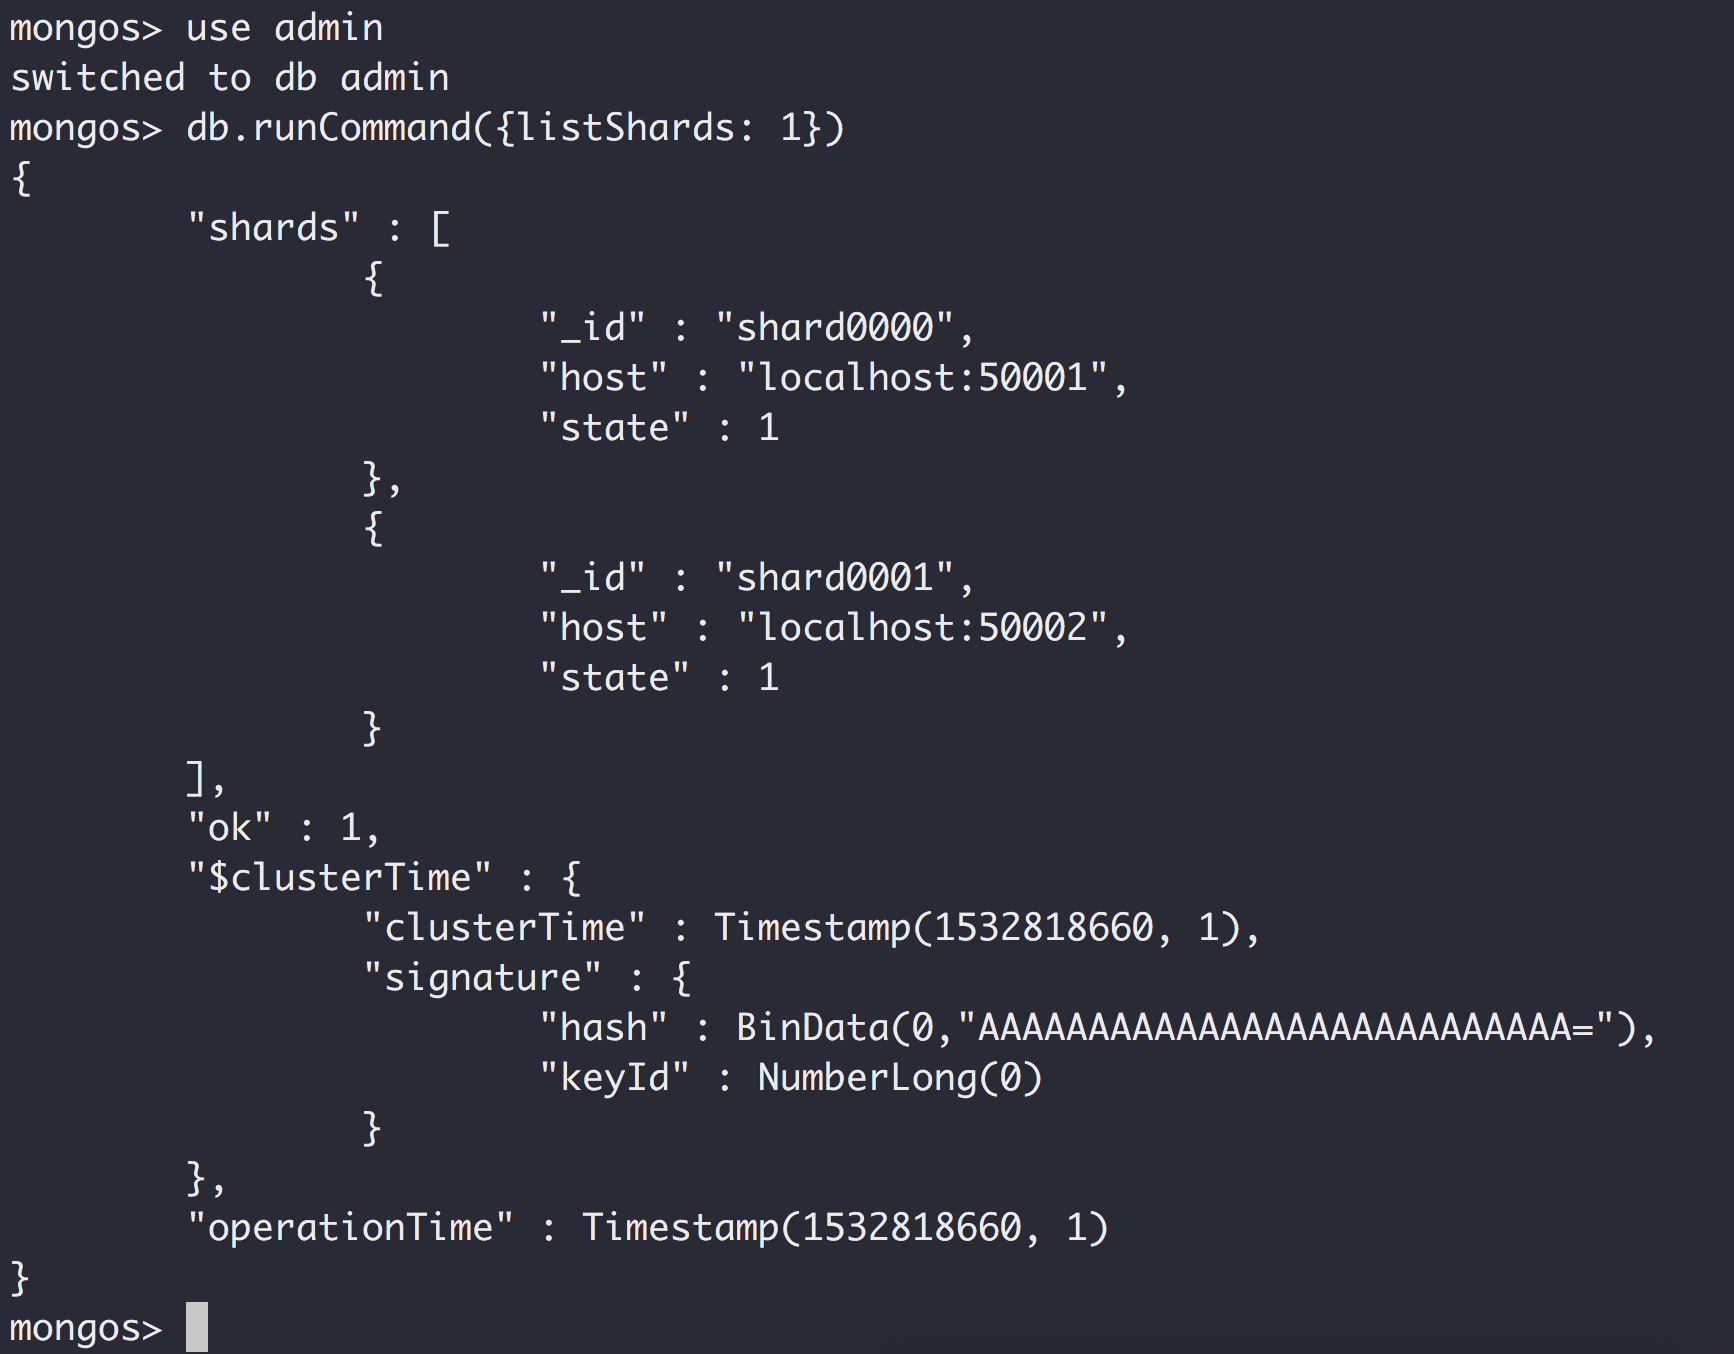 mongos> use admin
switched to db admin
mongos> db.runCommand({listShards: 1})
{
        "shards" : [
                {
                        "_id" : "shard0000",
                        "host" : "localhost:50001",
                        "state" : 1
                },
                {
                        "_id" : "shard0001",
                        "host" : "localhost:50002",
                        "state" : 1
                }
        ],
        "ok" : 1,
        "$clusterTime" : {
                "clusterTime" : Timestamp(1532818660, 1),
                "signature" : {
                        "hash" : BinData(0,"AAAAAAAAAAAAAAAAAAAAAAAAAAA="),
                        "keyId" : NumberLong(0)
                }
        },
        "operationTime" : Timestamp(1532818660, 1)
}
mongos>